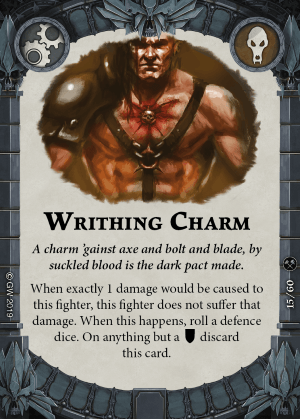 WRITHING CHARM
A charm 'gainst axe and bolt and blade, by
suckled blood is the dark pact made.
When exactly 1 damage would be caused to
this fighter, this fighter does not suffer that
damage. When this happens, roll a defence
dice. On anything but a discard
this card.
© GW 2019
15/60